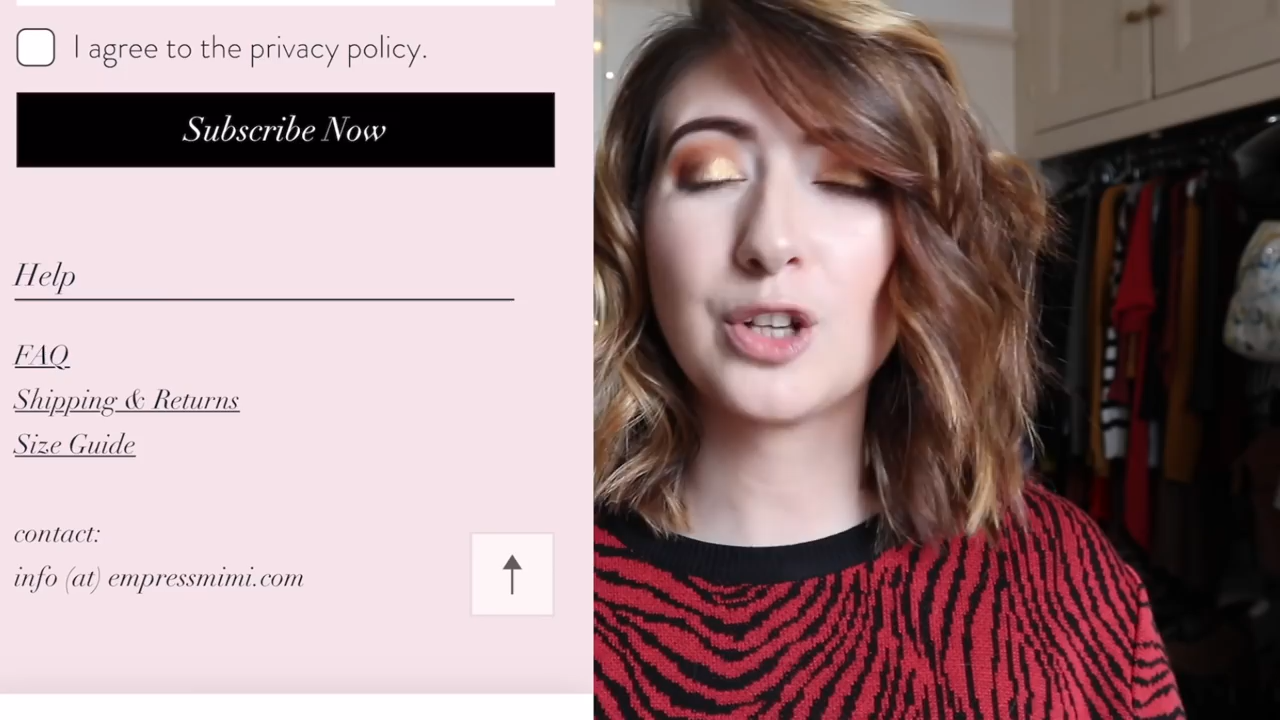 I agree to the privacy policy.
Subscribe Now
Help
FAQ
Shipping & Returns
Size Guide
contact:
info (at) empressmimi.com